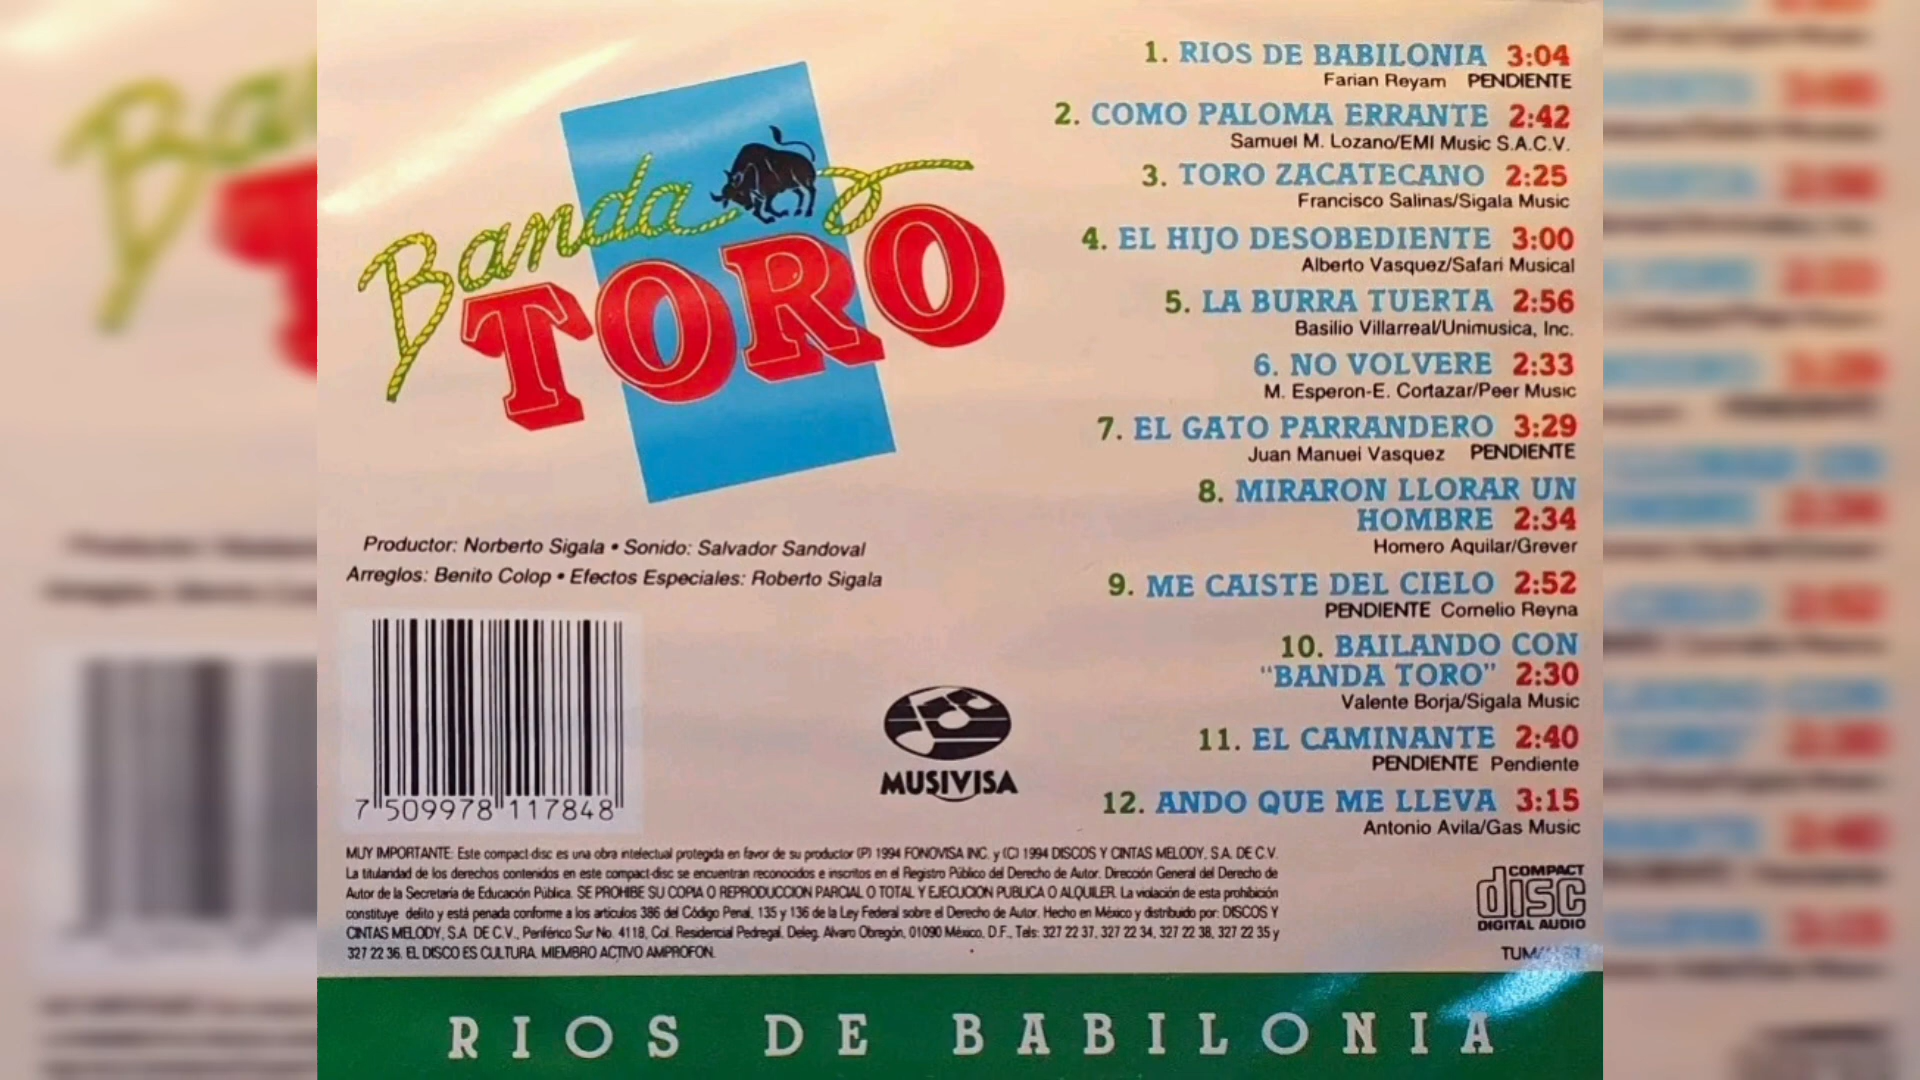 Banda
TORO
1. RIOS DE BABILONIA 3:04
Farian Reyam PENDIENTE
2. COMO PALOMA ERRANTE 2:42
Samuel M. Lozano/EMI Music S.A.C.V.
3. TORO ZACATECANO 2:25
Francisco Salinas/Sigala Music
4. EL HIJO DESOBEDIENTE 3:00
Alberto Vasquez/Safari Musical
5. LA BURRA TUERTA 2:56
Basilio Villarreal/Unimusica, Inc.
6. NO VOLVERE 2:33
M. Esperon-E. Cortazar/Peer Music
7. EL GATO PARRANDERO 3:29
Juan Manuel Vasquez PENDIENTE
8. MIRARON LLORAR UN
HOMBRE 2:34
Homero Aquilar/Grever
9. ME CAISTE DEL CIELO 2:52
PENDIENTE Cornelio Reyna
10. BAILANDO CON
"BANDA TORO" 2:30
Valente Borja/Sigala Music
11. EL CAMINANTE 2:40
PENDIENTE Pendiente
12. ANDO QUE ME LLEVA 3:15
Antonio Avila/Gas Music
Productor: Norberto Sigala • Sonido: Salvador Sandoval
Arreglos: Benito Colop • Efectos Especiales: Roberto Sigala
7 509978 117848
MUSIVISA
MUY IMPORTANTE: Este compact-disc es una obra intelectual protegida en favor de su productor (P) 1994 FONOVISA INC. y (C) 1994 DISCOS Y CINTAS MELODY, S.A. DE C.V.
La titularidad de los derechos contenidos en este compact-disc se encuentran reconocidos e inscritos en el Registro Público del Derecho de Autor. Dirección General del Derecho de
Autor de la Secretaría de Educación Pública. SE PROHIBE SU COPIA O REPRODUCCION PARCIAL O TOTAL Y EJECUCION PUBLICA O ALQUILER. La violación de esta prohibición
constituye delito y está penada conforme a los artículos 386 del Código Penal, 135 y 136 de la Ley Federal sobre el Derecho de Autor. Hecho en México y distribuido por: DISCOS Y
CINTAS MELODY, S.A. DE C.V., Periférico Sur No. 4118, Col. Residencial Pedregal, Deleg. Alvaro Obregón, 01090 México, D.F., Tels: 327 22 37, 327 22 34, 327 22 38, 327 22 35 y
327 22 36. EL DISCO ES CULTURA. MIEMBRO ACTIVO AMPROFON.
COMPACT
disc
DIGITAL AUDIO
RIOS DE BABILONIA